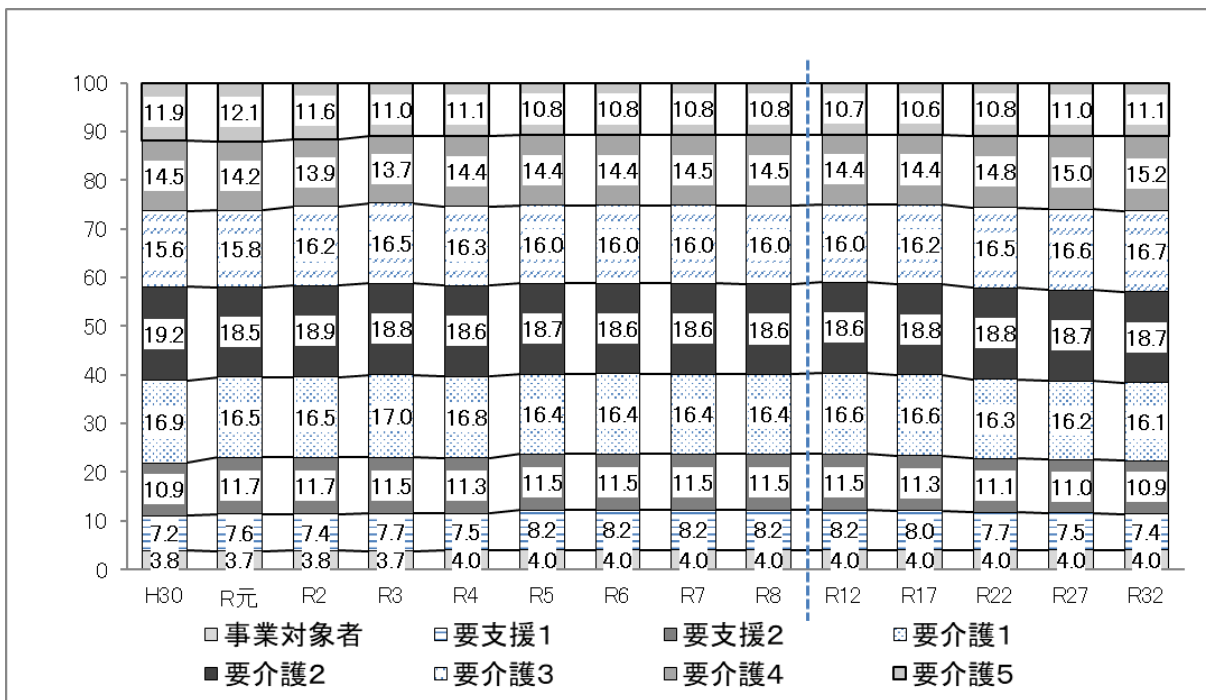 100
90
80
70
60
50
40
30
20
10
0
11.9 12.1 11.6 11.0 11.1 10.8 10.8 10.8 10.8 10.7 10.6 10.8 11.0 11.1
14.5 14.2 13.9 13.7 14.4 14.4 14.4 14.5 14.5 14.4 14.4 14.8 15.0 15.2
15.6 15.8 16.2 16.5 16.3 16.0 16.0 16.0 16.0 16.0 16.2 16.5 16.6 16.7
19.2 18.5 18.9 18.8 18.6 18.7 18.6 18.6 18.6 18.6 18.8 18.8 18.7 18.7
16.9 16.5 16.5 17.0 16.8 16.4 16.4 16.4 16.4 16.6 16.6 16.3 16.2 16.1
10.9 11.7 11.7 11.5 11.3 11.5 11.5 11.5 11.5 11.5 11.3 11.1 11.0 10.9
7.2 7.6 7.4 7.7 7.5 8.2 8.2 8.2 8.2 8.2 8.0 7.7 7.5 7.4
3.8 3.7 3.8 3.7 4.0 4.0 4.0 4.0 4.0 4.0 4.0 4.0 4.0 4.0
H30 R元 R2 R3 R4 R5 R6 R7 R8 R12 R17 R22 R27 R32
事業対象者 要支援1 要支援2 要介護1
要介護2 要介護3 要介護4 要介護5